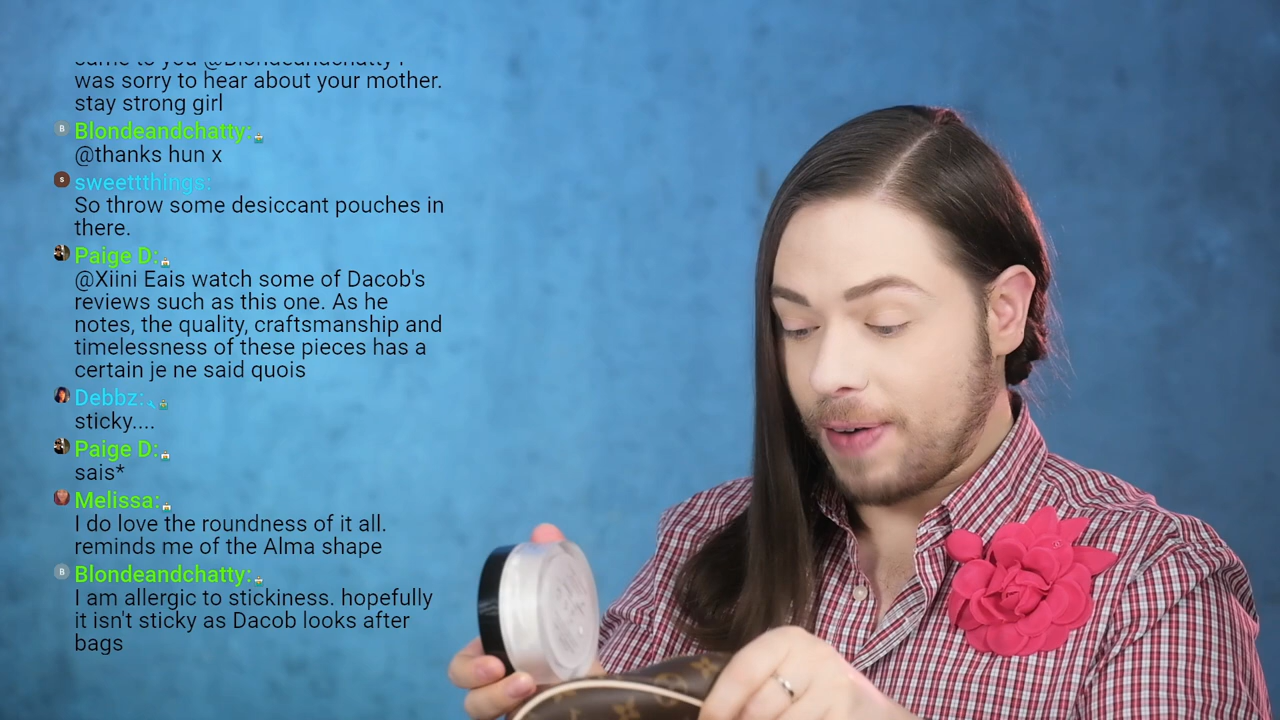 same to you @Blondeandchatty I
was sorry to hear about your mother.
stay strong girl
B
Blondeandchatty:
@thanks hun x
s
sweettthings:
So throw some desiccant pouches in
there.
Paige D:
@Xiini Eais watch some of Dacob's
reviews such as this one. As he
notes, the quality, craftsmanship and
timelessness of these pieces has a
certain je ne said quois
Debbz:
sticky....
Paige D:
sais*
Melissa:
I do love the roundness of it all.
reminds me of the Alma shape
B
Blondeandchatty:
I am allergic to stickiness. hopefully
it isn't sticky as Dacob looks after
bags